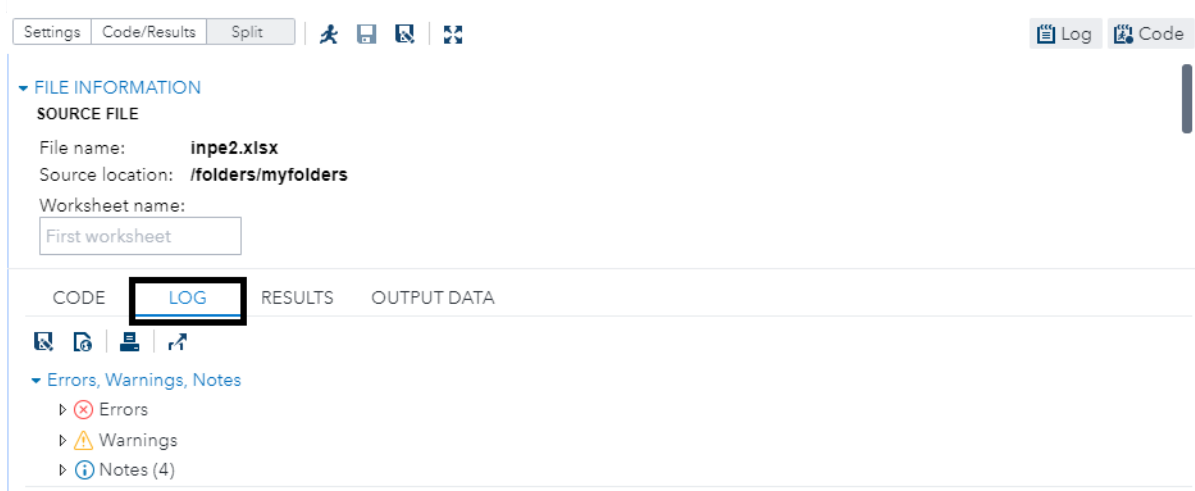 Settings Code/Results Split Log Code
FILE INFORMATION
SOURCE FILE
File name: inpe2.xlsx
Source location: /folders/myfolders
Worksheet name:
First worksheet
CODE LOG RESULTS OUTPUT DATA
Errors, Warnings, Notes
Errors
Warnings
Notes (4)